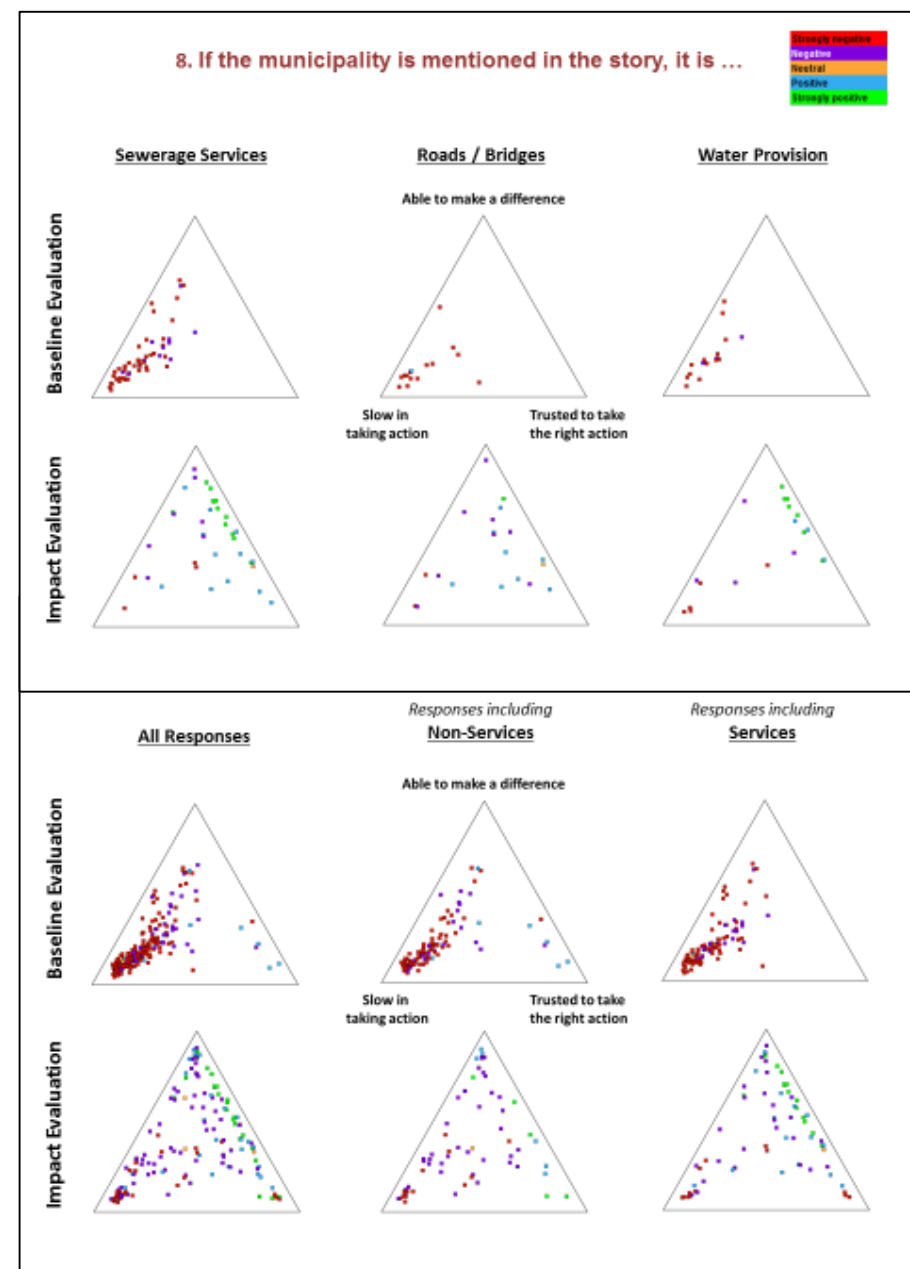 8. If the municipality is mentioned in the story, it is ...
Strongly negative
Negative
Neutral
Positive
Strongly positive
Sewerage Services
Roads / Bridges
Water Provision
Baseline Evaluation
Able to make a difference
Slow in
taking action
Trusted to take
the right action
Impact Evaluation
All Responses
Responses including
Non-Services
Responses including
Services
Baseline Evaluation
Able to make a difference
Slow in
taking action
Trusted to take
the right action
Impact Evaluation